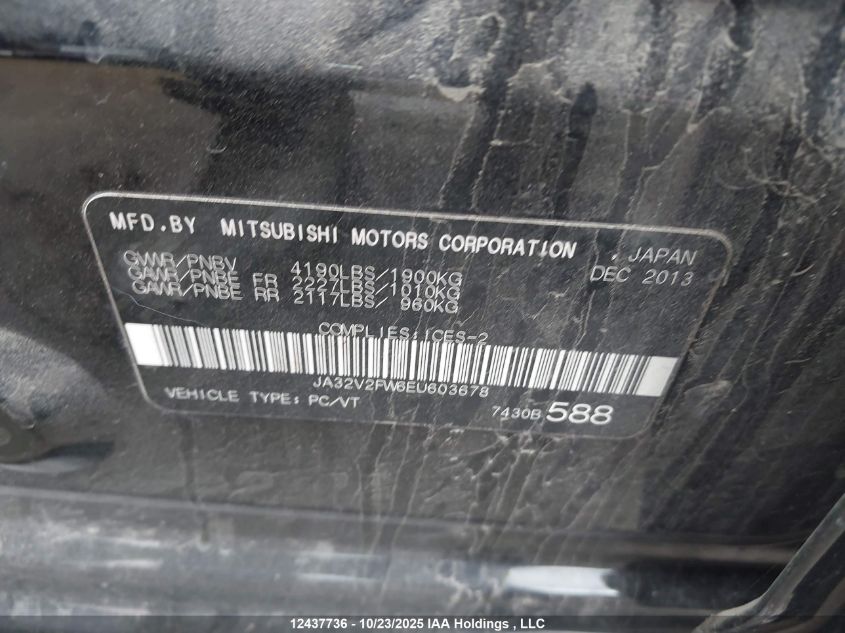 MFD.BY MITSUBISHI MOTORS CORPORATION , JAPAN
GVWR/PNBV 4190LBS/1900KG DEC 2013
GAWR/PNBE FR 2227LBS/1010KG
GAWR/PNBE RR 2117LBS/ 960KG
COMPLIES:ICES-2
JA32V2FW6EU603678
VEHICLE TYPE: PC/VT 7430B 588
12437736 - 10/23/2025 IAA Holdings , LLC